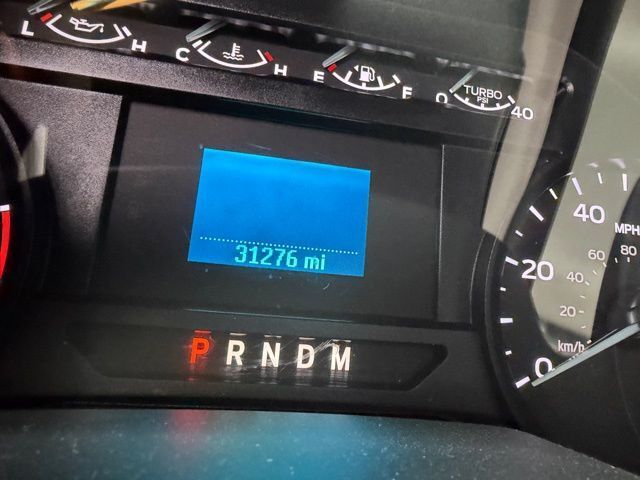 L H
C H
E F
TURBO
PSI
0 40
31276 mi
P R N D M
40
MPH
60 80
20
40
20
km/h
0